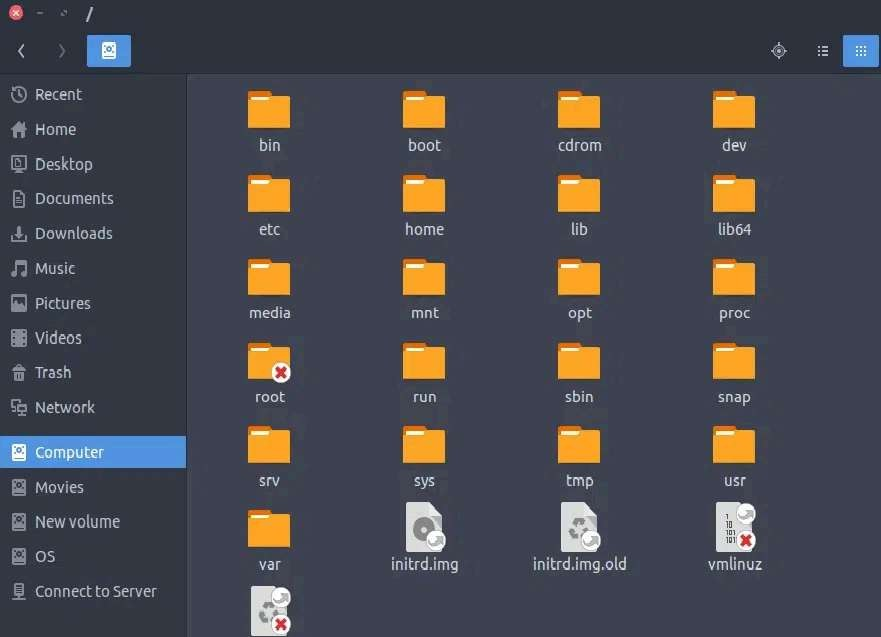 /
Recent
Home
Desktop
Documents
Downloads
Music
Pictures
Videos
Trash
Network
Computer
Movies
New volume
OS
Connect to Server
bin boot cdrom dev
etc home lib lib64
media mnt opt proc
root run sbin snap
srv sys tmp usr
var initrd.img initrd.img.old vmlinuz